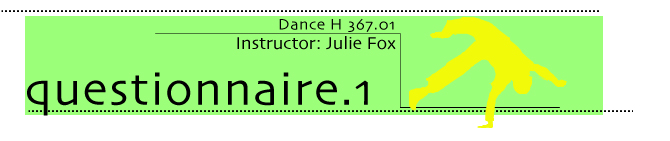 Dance H 367.01
Instructor: Julie Fox
questionnaire.1